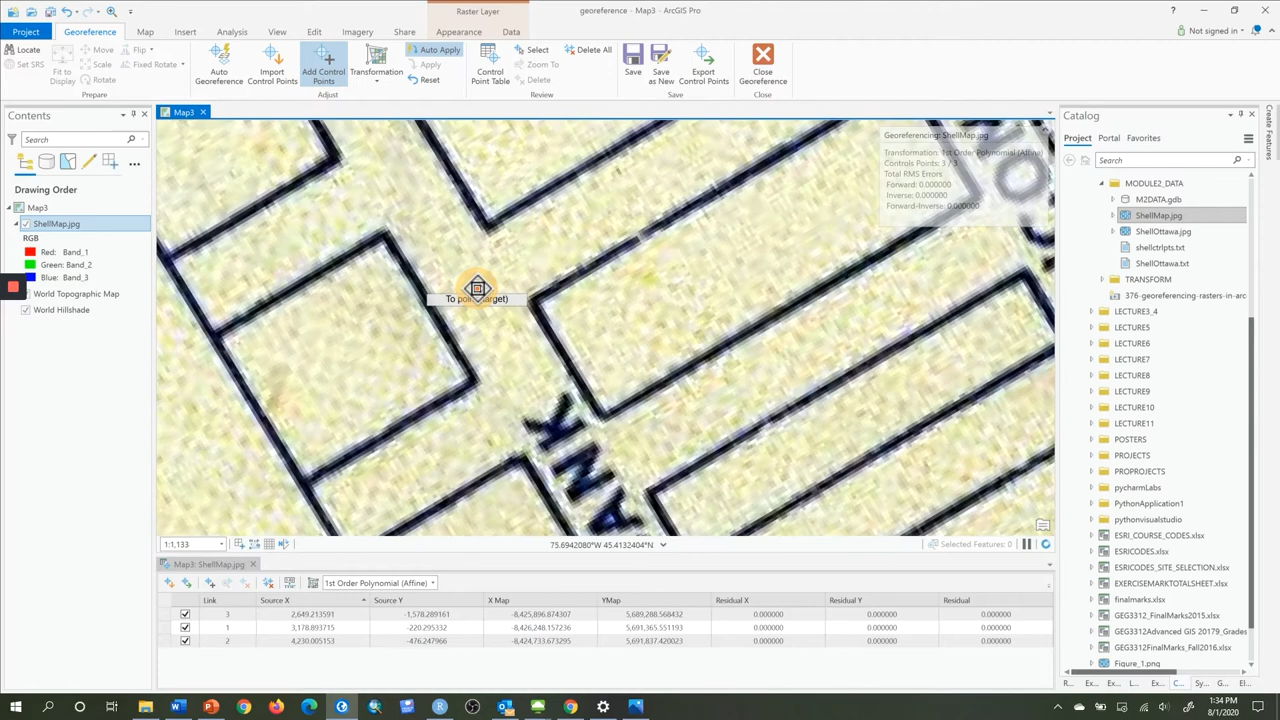 Raster Layer
georeference - Map3 - ArcGIS Pro
Project Georeference Map Insert Analysis View Edit Imagery Share Appearance Data
Not signed in
Locate
Set SRS
Fit to Display
Move
Scale
Rotate
Flip
Fixed Rotate
Prepare
Auto Georeference
Import Control Points
Add Control Points
Transformation
Auto Apply
Apply
Reset
Adjust
Control Point Table
Select
Zoom To
Delete
Delete All
Review
Save
Save as New
Export Control Points
Save
Close Georeference
Close
Contents
Search
Drawing Order
Map3
ShellMap.jpg
RGB
Red: Band_1
Green: Band_2
Blue: Band_3
World Topographic Map
World Hillshade
Map3
Georeferencing: ShellMap.jpg
Transformation: 1st Order Polynomial (Affine)
Controls Points: 3 / 3
Total RMS Errors
Forward: 0.000000
Inverse: 0.000000
Forward-Inverse: 0.000000
1:1,133
75.6942080°W 45.4132404°N
Selected Features: 0
Map3: ShellMap.jpg
1st Order Polynomial (Affine)
Link Source X Source Y X Map YMap Residual X Residual Y Residual
3 2,649.213591 -1,578.289161 -8,425,896.874307 5,689,288.568432 0.000000 0.000000 0.000000
1 3,178.893715 -220.295332 -8,426,248.157236 5,691,365.551193 0.000000 0.000000 0.000000
2 4,230.005153 -476.247966 -8,424,733.673295 5,691,837.420023 0.000000 0.000000 0.000000
Catalog
Project Portal Favorites
Search
MODULE2_DATA
M2DATA.gdb
ShellMap.jpg
ShellOttawa.jpg
shellctrlpts.txt
ShellOttawa.txt
TRANSFORM
376-georeferencing-rasters-in-arc
LECTURE3_4
LECTURE5
LECTURE6
LECTURE7
LECTURE8
LECTURE9
LECTURE10
LECTURE11
POSTERS
PROJECTS
PROPROJECTS
pycharmLabs
PythonApplication1
pythonvisualstudio
ESRI_COURSE_CODES.xlsx
ESRICODES.xlsx
ESRICODES_SITE_SELECTION.xlsx
EXERCISEMARKTOTALSHEET.xlsx
finalmarks.xlsx
GEG3312_FinalMarks2015.xlsx
GEG3312Advanced GIS 20179_Grades
GEG3312FinalMarks_Fall2016.xlsx
Figure_1.png
R... Ex... Ex... L... Ex... C... Sy... G... El...
Create Features
1:34 PM
8/1/2020